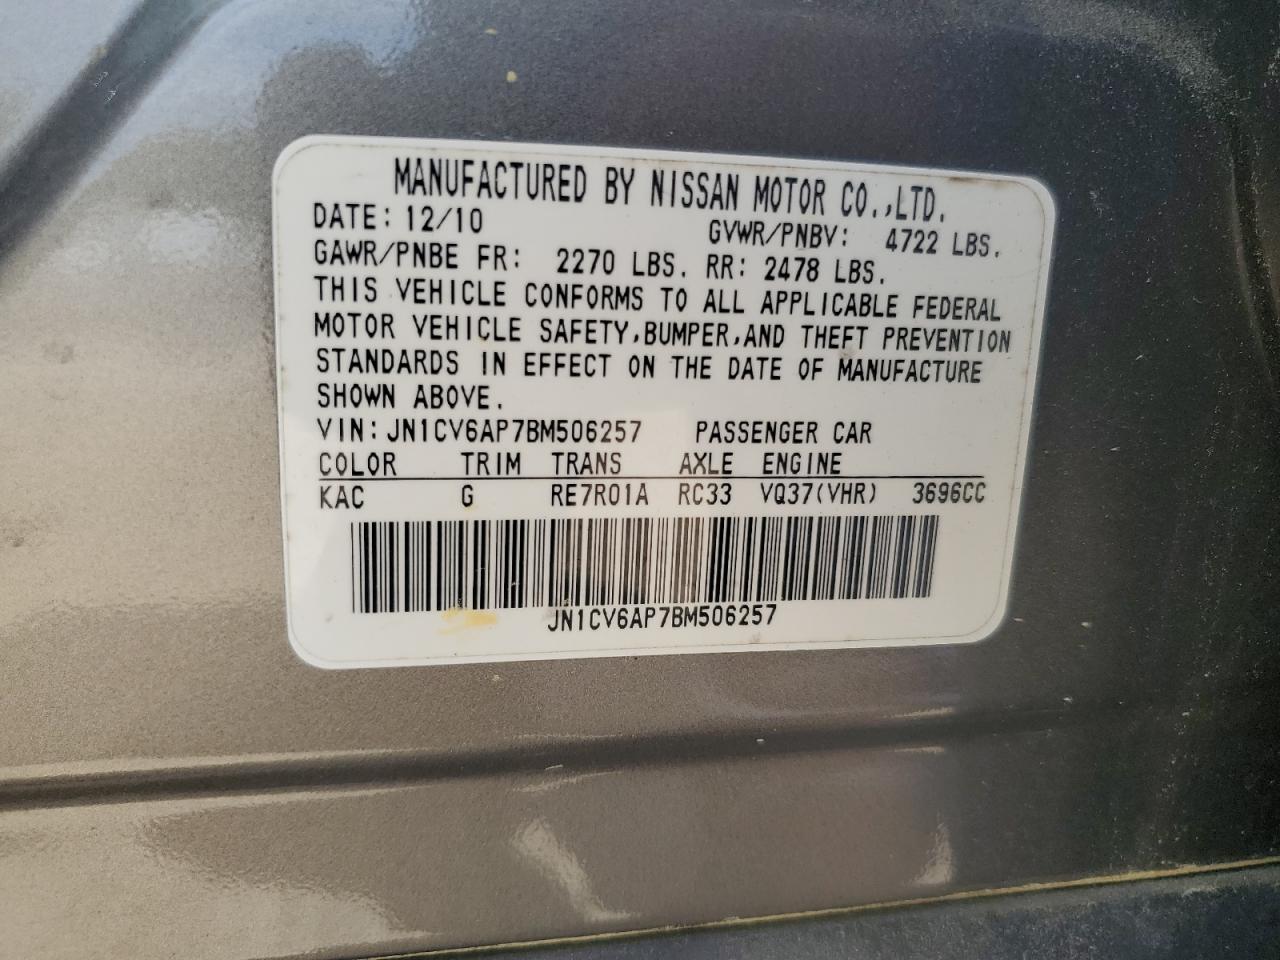 MANUFACTURED BY NISSAN MOTOR CO.,LTD.
DATE: 12/10 GVWR/PNBV: 4722 LBS.
GAWR/PNBE FR: 2270 LBS. RR: 2478 LBS.
THIS VEHICLE CONFORMS TO ALL APPLICABLE FEDERAL
MOTOR VEHICLE SAFETY,BUMPER,AND THEFT PREVENTION
STANDARDS IN EFFECT ON THE DATE OF MANUFACTURE
SHOWN ABOVE.
VIN: JN1CV6AP7BM506257 PASSENGER CAR
COLOR TRIM TRANS AXLE ENGINE
KAC G RE7R01A RC33 VQ37(VHR) 3696CC
JN1CV6AP7BM506257